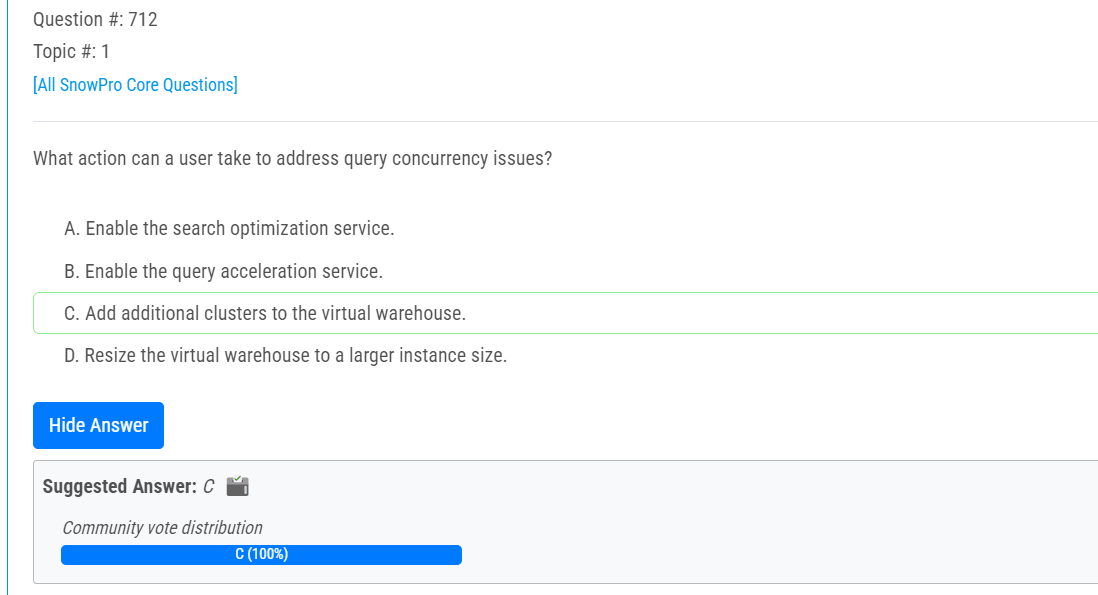 Question #: 712
Topic #: 1
[All SnowPro Core Questions]
What action can a user take to address query concurrency issues?
A. Enable the search optimization service.
B. Enable the query acceleration service.
C. Add additional clusters to the virtual warehouse.
D. Resize the virtual warehouse to a larger instance size.
Hide Answer
Suggested Answer: C
Community vote distribution
C (100%)